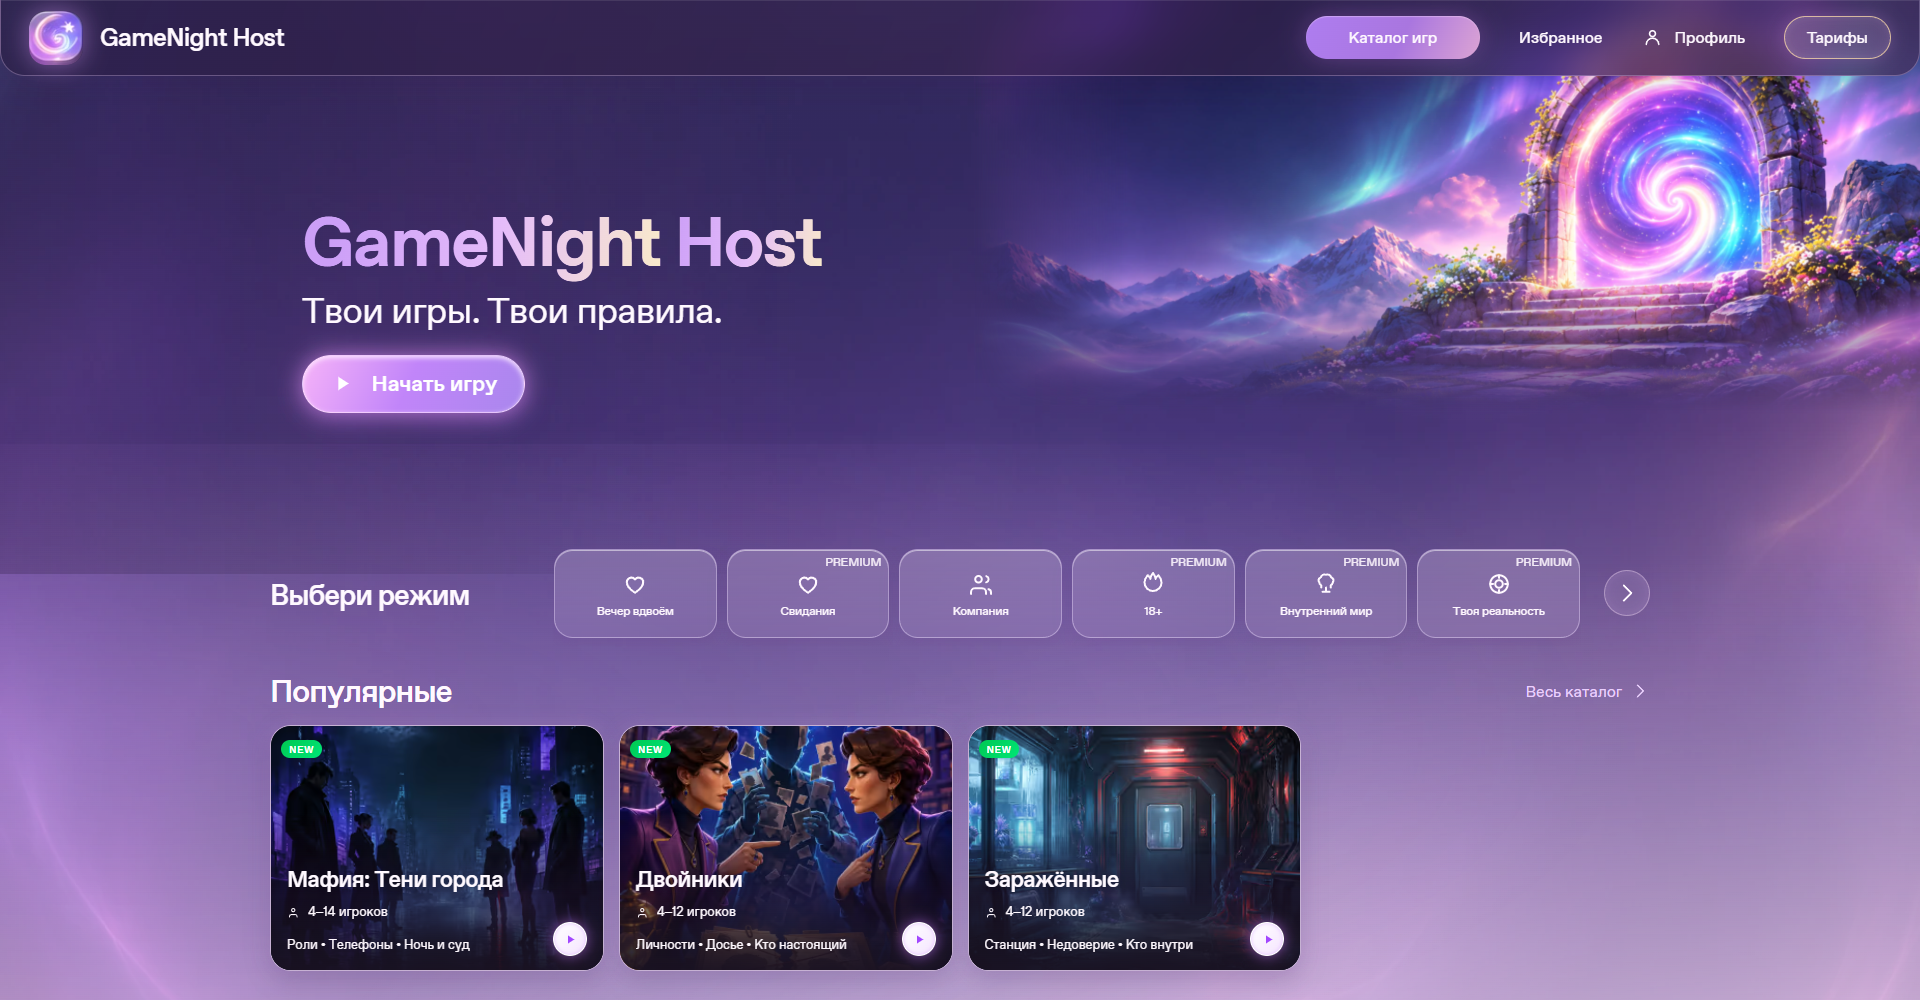 GameNight Host
Каталог игр
Избранное
Профиль
Тарифы
GameNight Host
Твои игры. Твои правила.
Начать игру
Выбери режим
Вечер вдвоём
PREMIUM
Свидания
Компания
PREMIUM
18+
PREMIUM
Внутренний мир
PREMIUM
Твоя реальность
Популярные
Весь каталог
NEW
Мафия: Тени города
4–14 игроков
Роли • Телефоны • Ночь и суд
NEW
Двойники
4–12 игроков
Личности • Досье • Кто настоящий
NEW
Заражённые
4–12 игроков
Станция • Недоверие • Кто внутри